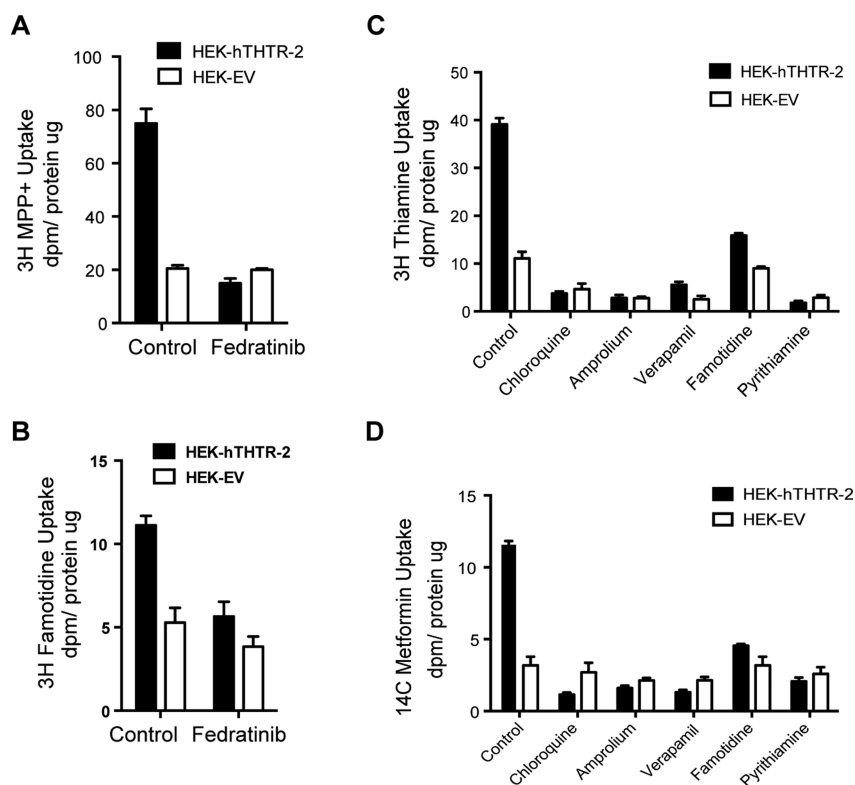 A
HEK-hTHTR-2
HEK-EV
3H MPP+ Uptake
dpm/ protein ug
100
80
60
40
20
0
Control
Fedratinib
B
HEK-hTHTR-2
HEK-EV
3H Famotidine Uptake
dpm/ protein ug
15
10
5
0
Control
Fedratinib
C
HEK-hTHTR-2
HEK-EV
3H Thiamine Uptake
dpm/ protein ug
50
40
30
20
10
0
Control
Chloroquine
Amprolium
Verapamil
Famotidine
Pyrithiamine
D
HEK-hTHTR-2
HEK-EV
14C Metformin Uptake
dpm/ protein ug
15
10
5
0
Control
Chloroquine
Amprolium
Verapamil
Famotidine
Pyrithiamine